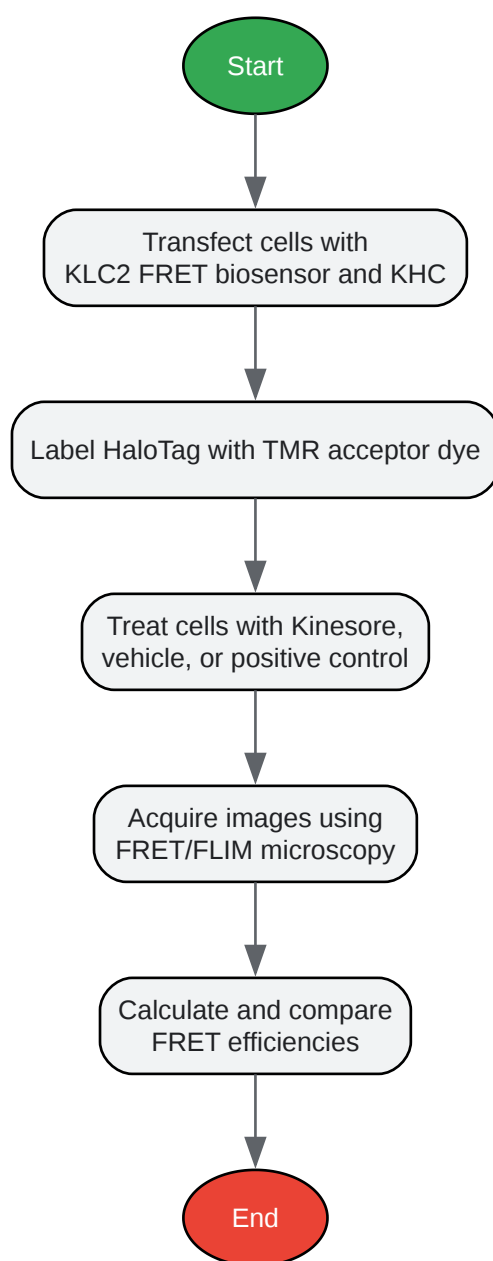 Start
Transfect cells with
KLC2 FRET biosensor and KHC
Label HaloTag with TMR acceptor dye
Treat cells with Kinesore,
vehicle, or positive control
Acquire images using
FRET/FLIM microscopy
Calculate and compare
FRET efficiencies
End